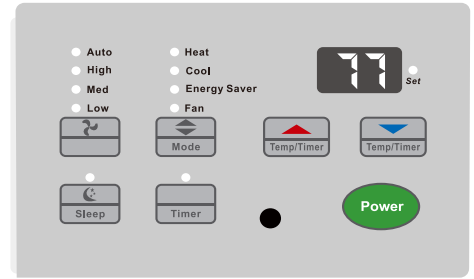 Auto
High
Med
Low
Heat
Cool
Energy Saver
Fan
77
Set
Mode
Temp/Timer
Temp/Timer
Sleep
Timer
Power